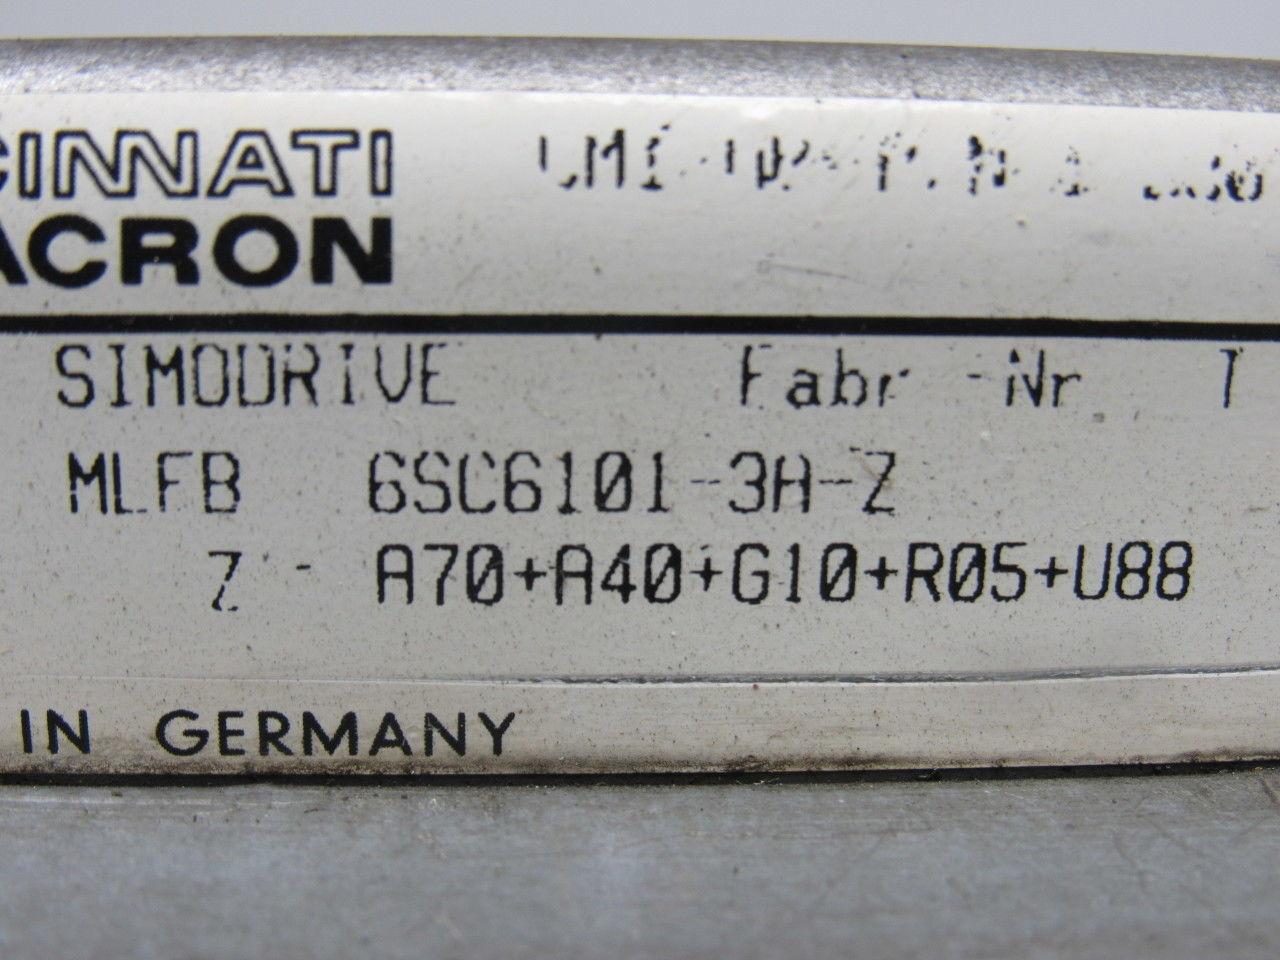 CINNATI
ACRON
SIMODRIVE Fabr -Nr T
MLFB 6SC6101-3A-Z
Z - A70+A40+G10+R05+U88
IN GERMANY